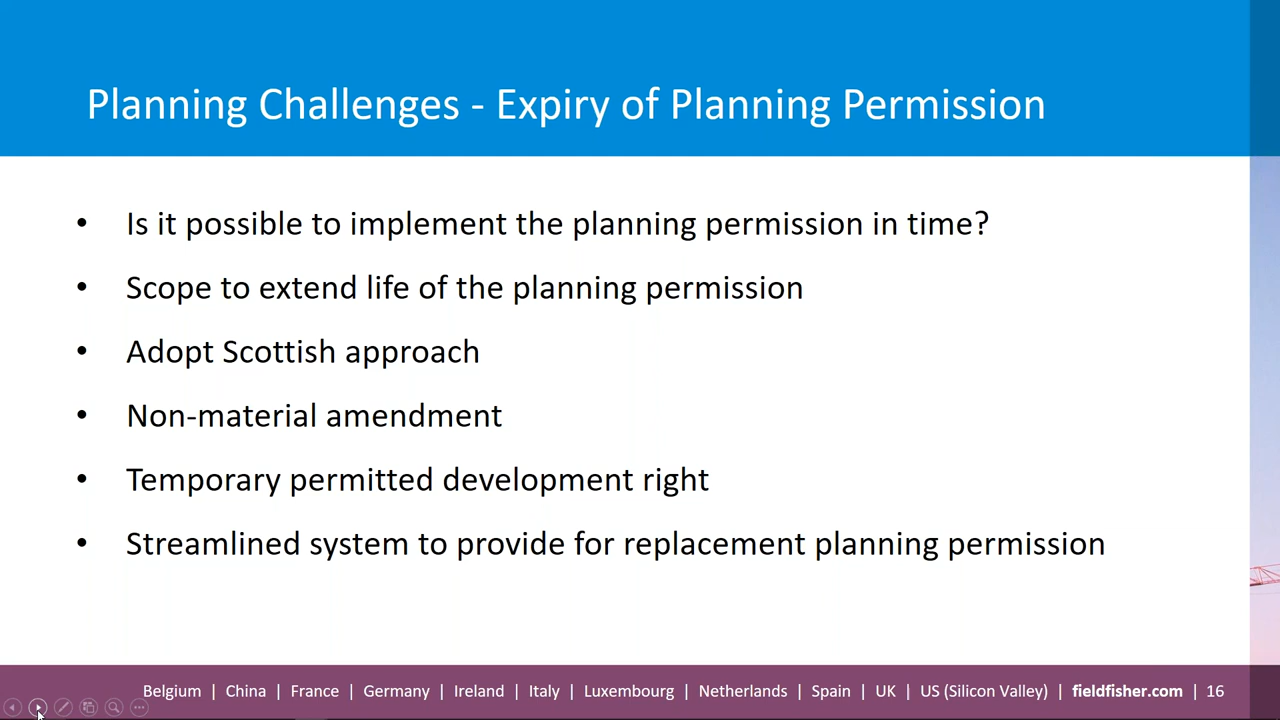 Planning Challenges - Expiry of Planning Permission
• Is it possible to implement the planning permission in time?
• Scope to extend life of the planning permission
• Adopt Scottish approach
• Non-material amendment
• Temporary permitted development right
• Streamlined system to provide for replacement planning permission
Belgium | China | France | Germany | Ireland | Italy | Luxembourg | Netherlands | Spain | UK | US (Silicon Valley) | fieldfisher.com | 16